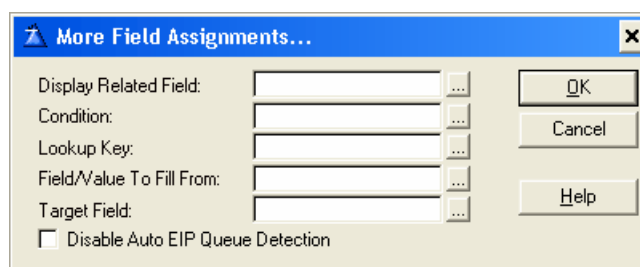 More Field Assignments...
Display Related Field: ...
OK
Condition: ...
Cancel
Lookup Key: ...
Field/Value To Fill From: ...
Help
Target Field: ...
Disable Auto EIP Queue Detection